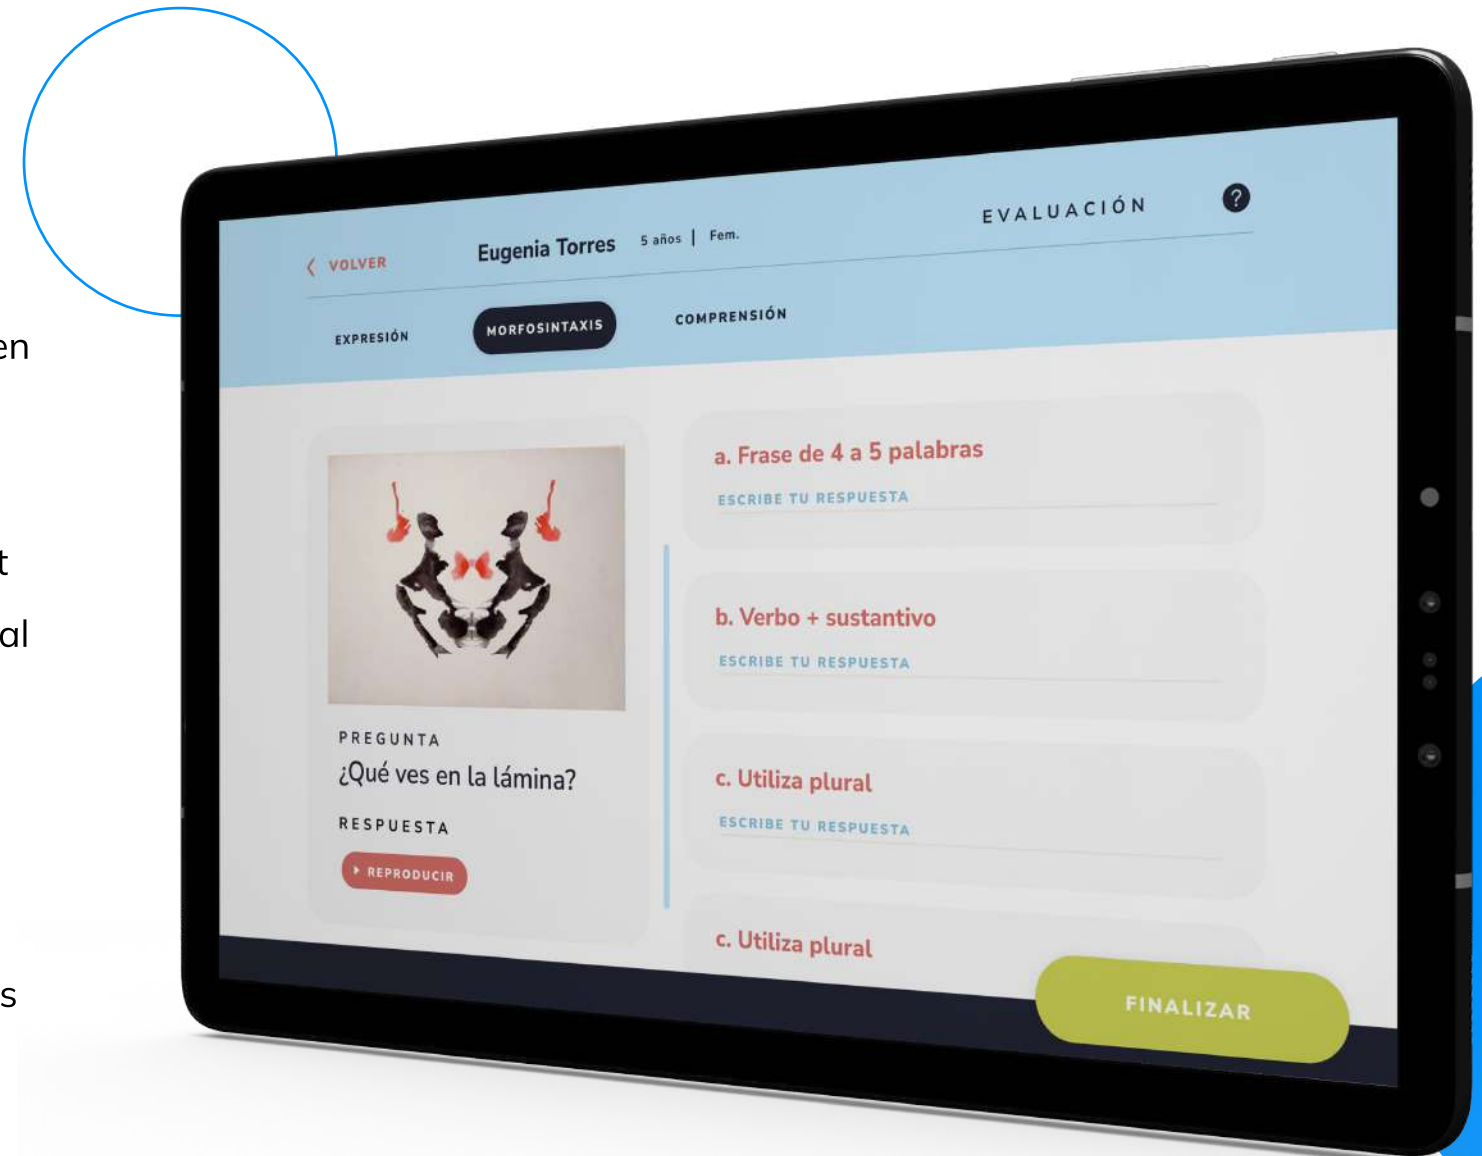 en
t
al
s
VOLVER
Eugenia Torres 5 años | Fem.
EVALUACIÓN
?
EXPRESIÓN
MORFOSINTAXIS
COMPRENSIÓN
PREGUNTA
¿Qué ves en la lámina?
RESPUESTA
REPRODUCIR
a. Frase de 4 a 5 palabras
ESCRIBE TU RESPUESTA
b. Verbo + sustantivo
ESCRIBE TU RESPUESTA
c. Utiliza plural
ESCRIBE TU RESPUESTA
c. Utiliza plural
FINALIZAR